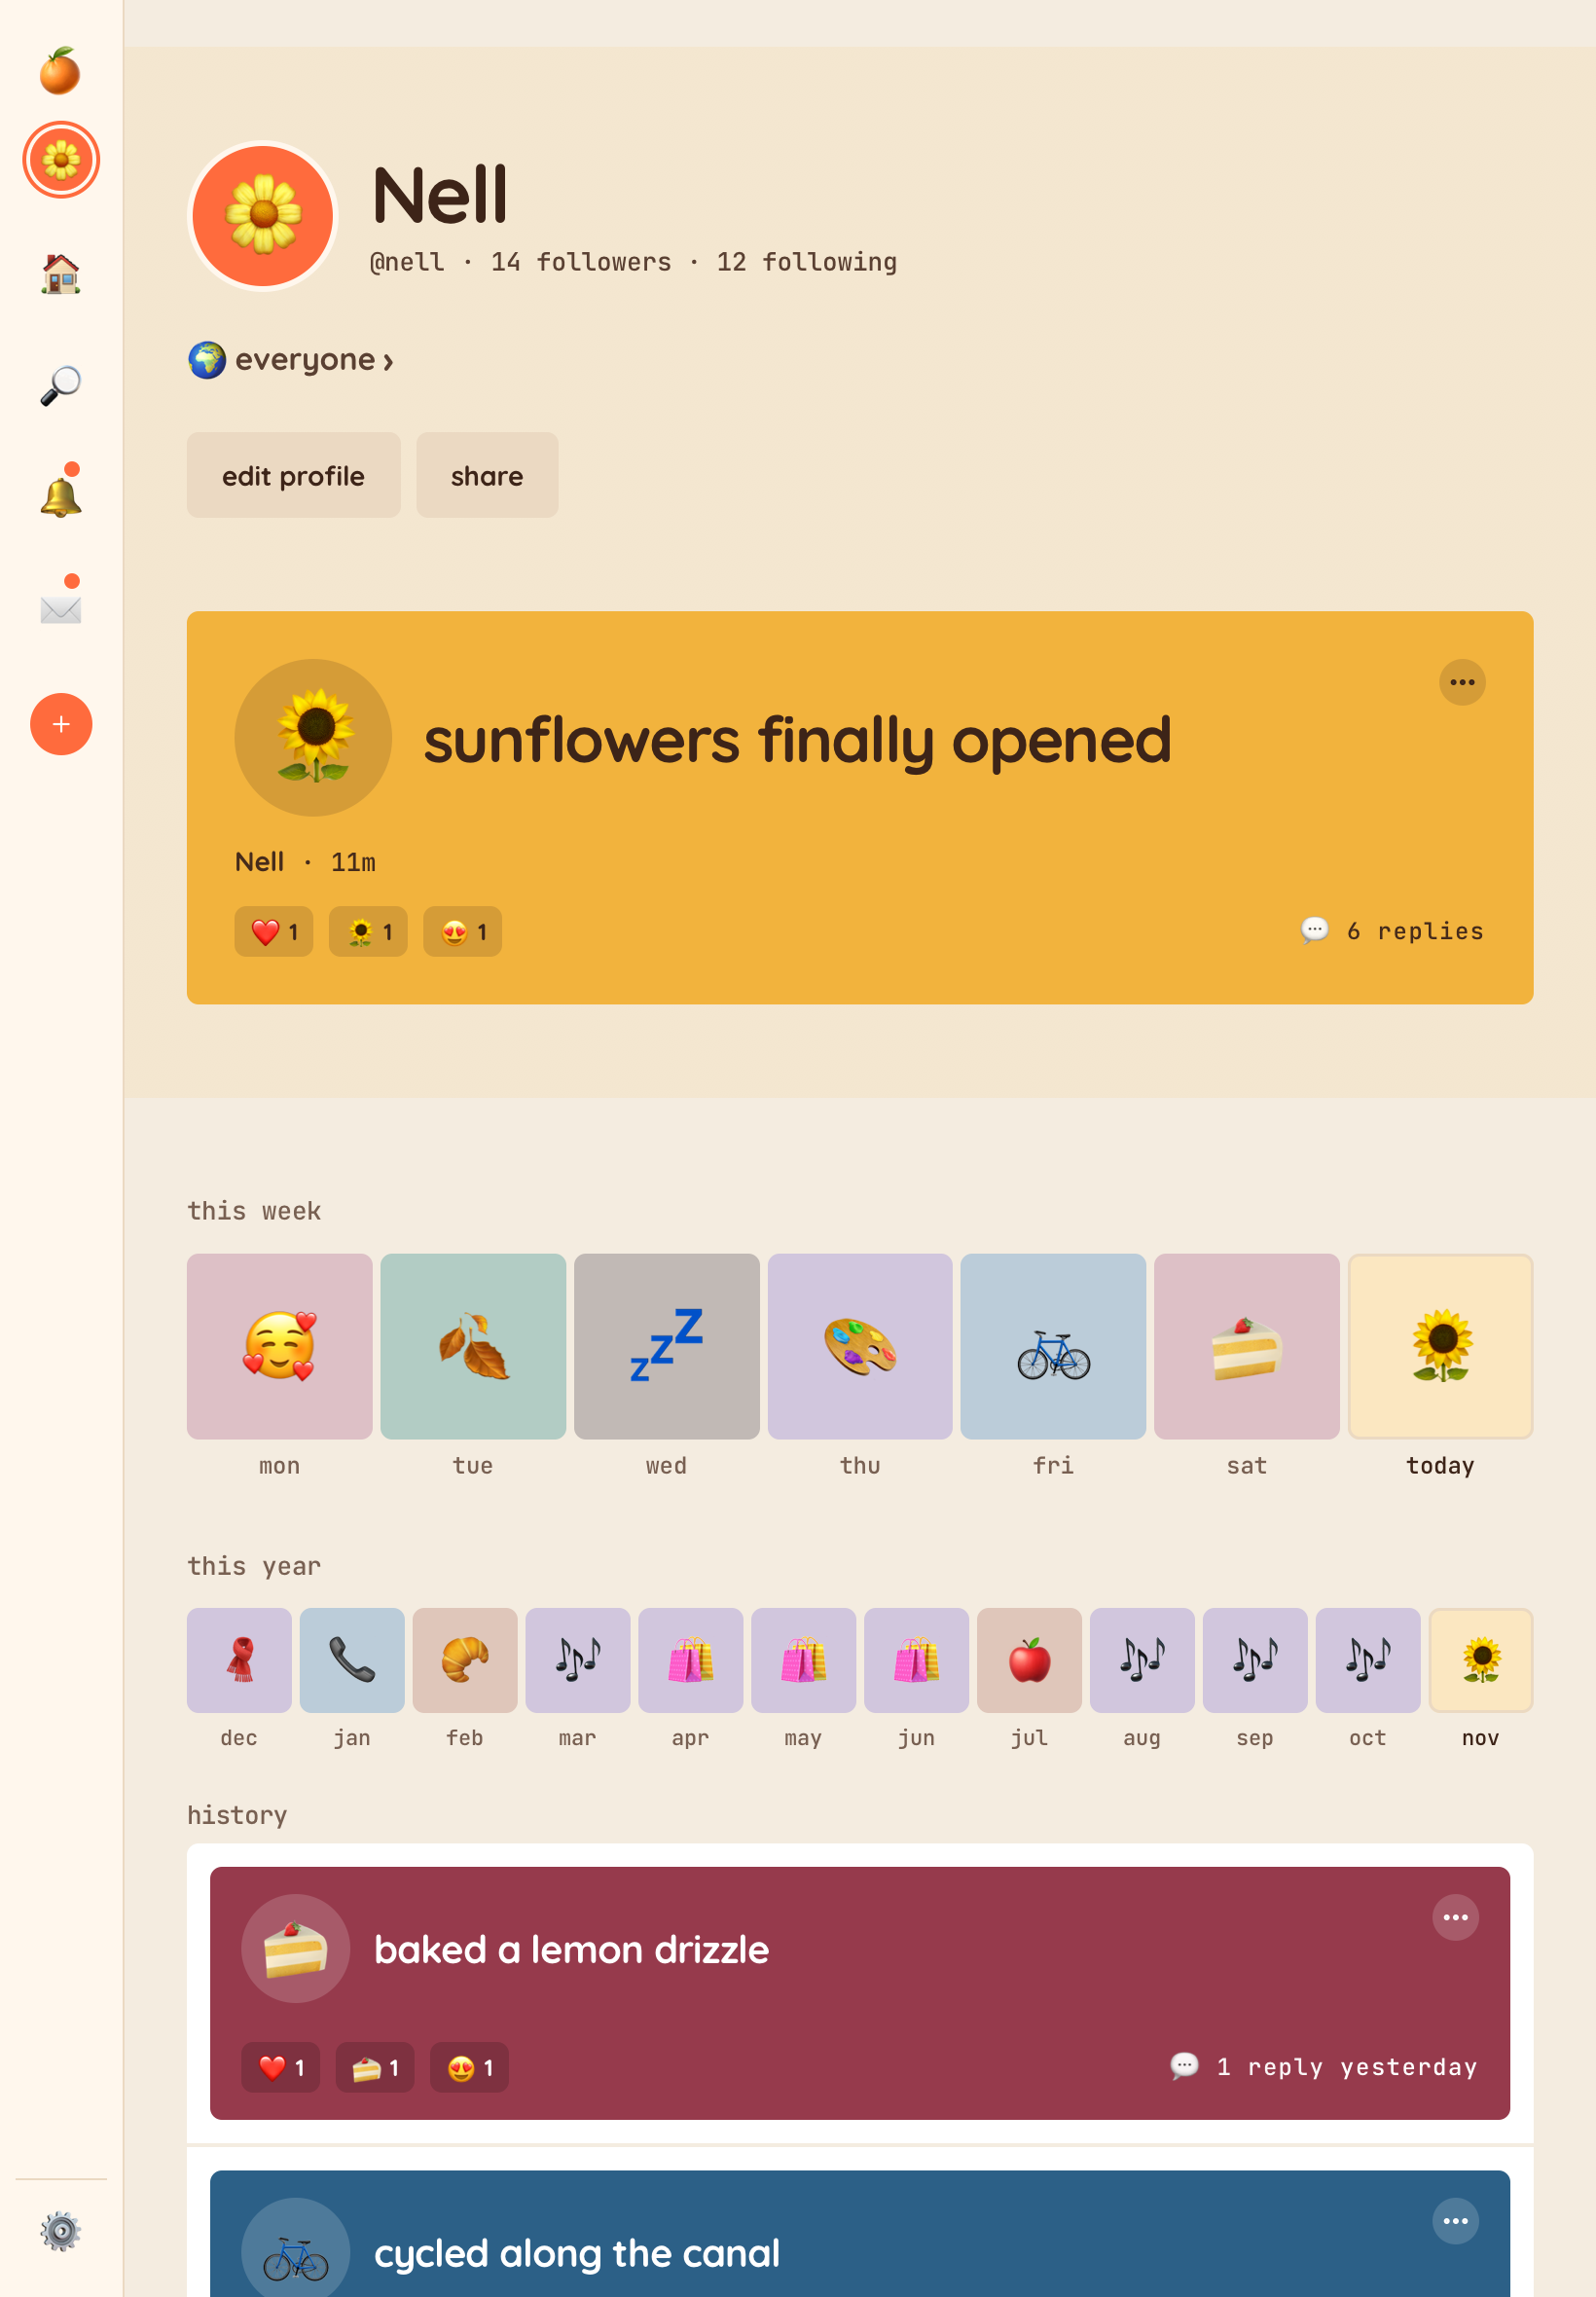 Nell
@nell · 14 followers · 12 following
everyone ›
edit profile
share
sunflowers finally opened
Nell · 11m
1
1
1
6 replies
this week
mon
tue
wed
thu
fri
sat
today
this year
dec
jan
feb
mar
apr
may
jun
jul
aug
sep
oct
nov
history
baked a lemon drizzle
1
1
1
1 reply yesterday
cycled along the canal